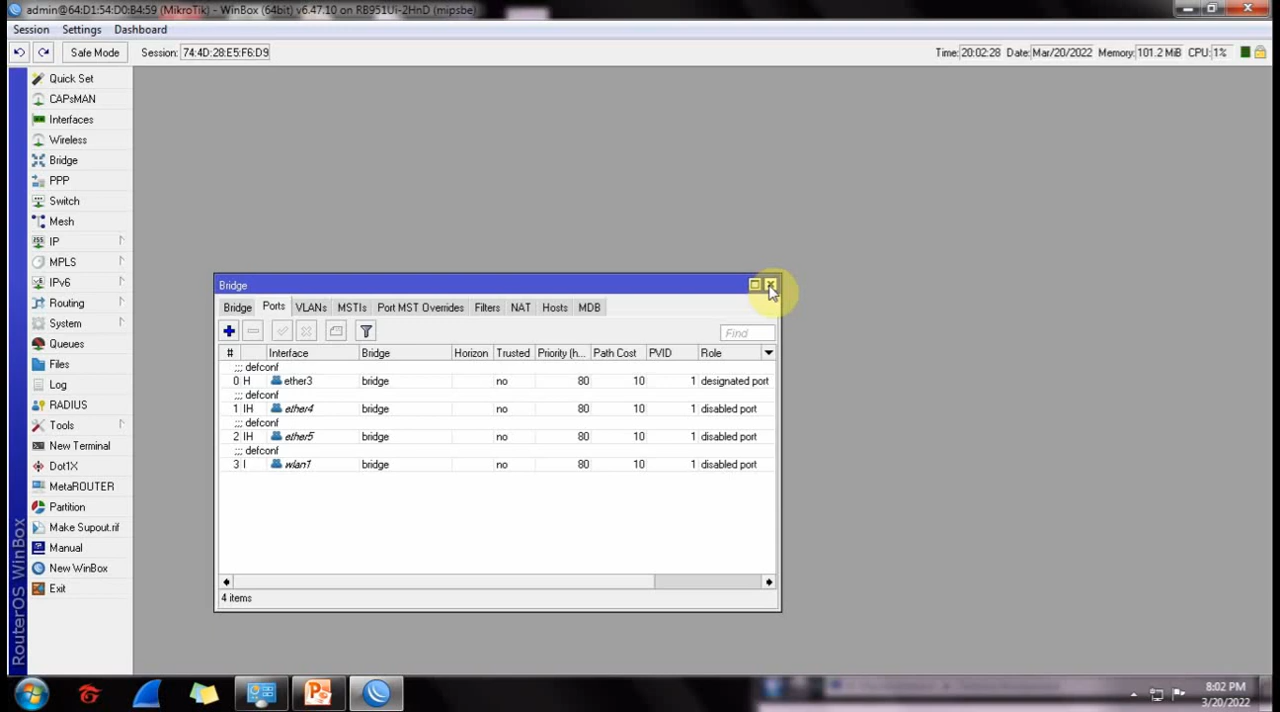 admin@64:D1:54:D0:B4:59 (MikroTik) - WinBox (64bit) v6.47.10 on RB951Ui-2HnD (mipsbe)
Session Settings Dashboard
Safe Mode Session: 74:4D:28:E5:F6:D9 Time: 20:02:28 Date: Mar/20/2022 Memory: 101.2 MiB CPU: 1%
Quick Set
CAPsMAN
Interfaces
Wireless
Bridge
PPP
Switch
Mesh
IP
MPLS
IPv6
Routing
System
Queues
Files
Log
RADIUS
Tools
New Terminal
Dot1X
MetaROUTER
Partition
Make Supout.rif
Manual
New WinBox
Exit
RouterOS WinBox
Bridge
Bridge Ports VLANs MSTIs Port MST Overrides Filters NAT Hosts MDB
Find
# Interface Bridge Horizon Trusted Priority (h... Path Cost PVID Role
;;; defconf
0 H ether3 bridge no 80 10 1 designated port
;;; defconf
1 IH ether4 bridge no 80 10 1 disabled port
;;; defconf
2 IH ether5 bridge no 80 10 1 disabled port
;;; defconf
3 I wlan1 bridge no 80 10 1 disabled port
4 items
8:02 PM
3/20/2022